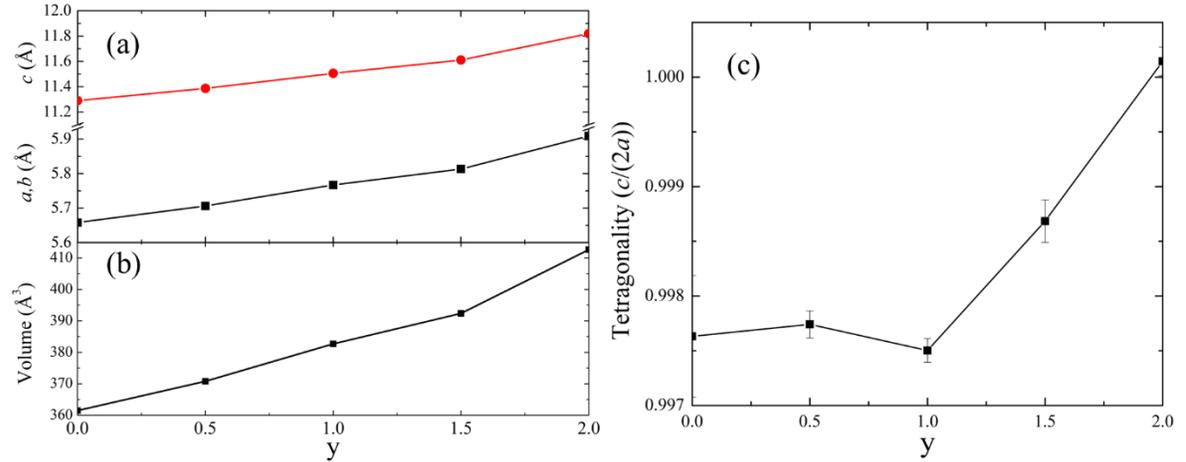 (a)
c (Å)
12.0
11.8
11.6
11.4
11.2
a,b (Å)
5.9
5.8
5.7
5.6
(b)
Volume (Å³)
410
400
390
380
370
360
0.0 0.5 1.0 1.5 2.0
y
(c)
Tetragonality (c/(2a))
1.000
0.999
0.998
0.997
0.0 0.5 1.0 1.5 2.0
y